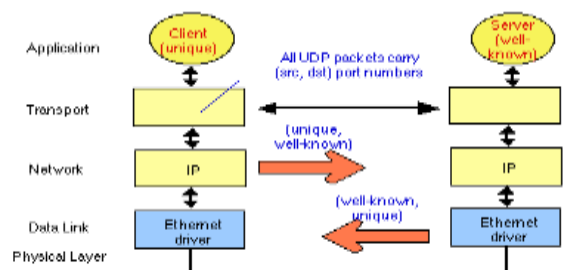 Application
Client
(unique)
All UDP packets carry
(src, dst) port numbers
Server
(well-
known)
Transport
(unique,
well-known)
Network
IP
IP
(well-known,
unique)
Data Link
Ethernet
driver
Ethernet
driver
Physical Layer